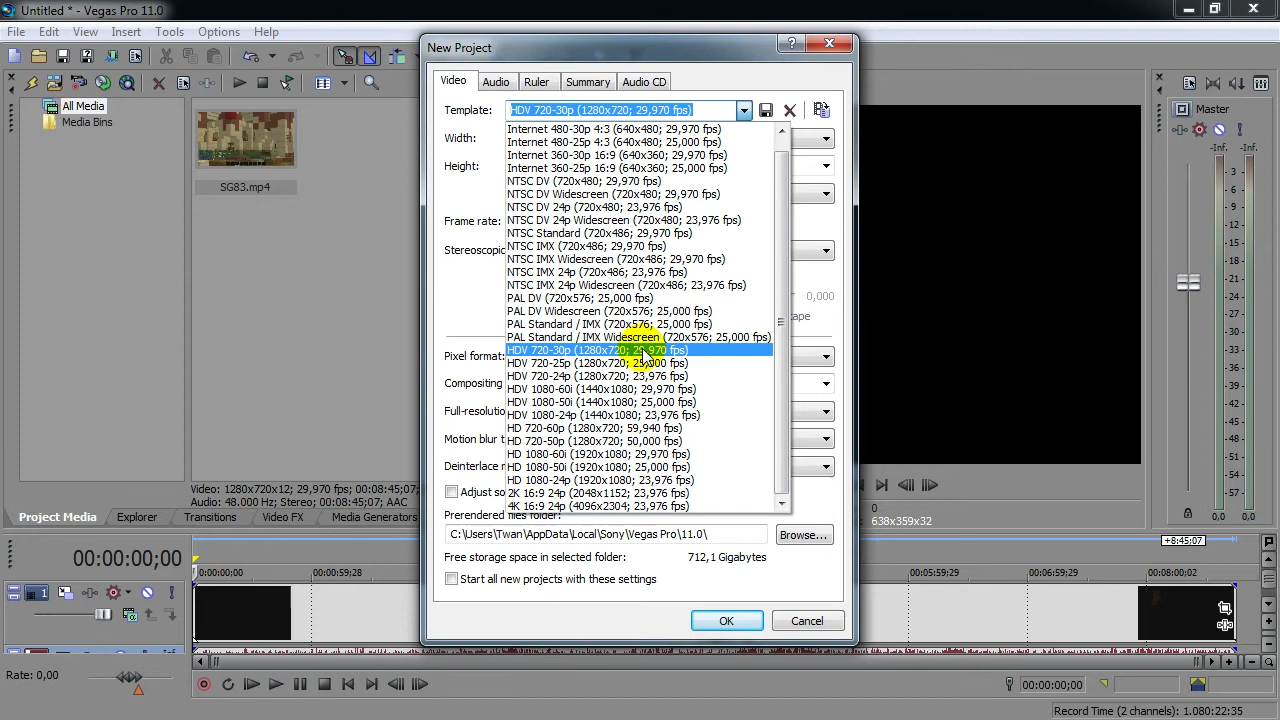 Untitled * - Vegas Pro 11.0
File Edit View Insert Tools Options
New Project
Video Audio Ruler Summary Audio CD
Template: HDV 720-30p (1280x720; 29,970 fps)
Internet 480-30p 4:3 (640x480; 29,970 fps)
Internet 480-25p 4:3 (640x480; 25,000 fps)
Internet 360-30p 16:9 (640x360; 29,970 fps)
Internet 360-25p 16:9 (640x360; 25,000 fps)
NTSC DV (720x480; 29,970 fps)
NTSC DV Widescreen (720x480; 29,970 fps)
NTSC DV 24p (720x480; 23,976 fps)
NTSC DV 24p Widescreen (720x480; 23,976 fps)
NTSC Standard (720x486; 29,970 fps)
NTSC IMX (720x486; 29,970 fps)
NTSC IMX Widescreen (720x486; 29,970 fps)
NTSC IMX 24p (720x486; 23,976 fps)
NTSC IMX 24p Widescreen (720x486; 23,976 fps)
PAL DV (720x576; 25,000 fps)
PAL DV Widescreen (720x576; 25,000 fps)
PAL Standard / IMX (720x576; 25,000 fps)
PAL Standard / IMX Widescreen (720x576; 25,000 fps)
HDV 720-30p (1280x720; 29,970 fps)
HDV 720-25p (1280x720; 25,000 fps)
HDV 720-24p (1280x720; 23,976 fps)
HDV 1080-60i (1440x1080; 29,970 fps)
HDV 1080-50i (1440x1080; 25,000 fps)
HDV 1080-24p (1440x1080; 23,976 fps)
HD 720-60p (1280x720; 59,940 fps)
HD 720-50p (1280x720; 50,000 fps)
HD 1080-60i (1920x1080; 29,970 fps)
HD 1080-50i (1920x1080; 25,000 fps)
HD 1080-24p (1920x1080; 23,976 fps)
2K 16:9 24p (2048x1152; 23,976 fps)
4K 16:9 24p (4096x2304; 23,976 fps)
Width:
Height:
Frame rate:
Stereoscopic
0,000
cape
Pixel format:
Compositing
Full-resolutio
Motion blur t
Deinterlace
Adjust so
Prerendered files folder:
C:\Users\Twan\AppData\Local\Sony\Vegas Pro\11.0\
Browse...
Free storage space in selected folder: 712,1 Gigabytes
Start all new projects with these settings
OK
Cancel
All Media
Media Bins
SG83.mp4
Video: 1280x720x12; 29,970 fps; 08:45:07;
Audio: 48.000 Hz; Stereo; 00:08:45:07; AAC
Project Media Explorer Transitions Video FX Media Generators
Master
-Inf. -Inf.
3
6
9
12
15
18
21
24
27
30
33
36
39
42
45
48
51
54
57
0,0 0,0
638x359x32
+8:45:07
00:00:00;00
00:00:00;00 00:00:59;28 00:05:59;29 00:06:59;29 00:08:00;02
1
Rate: 0,00
00:00:00;00
Record Time (2 channels): 1.080:22:35